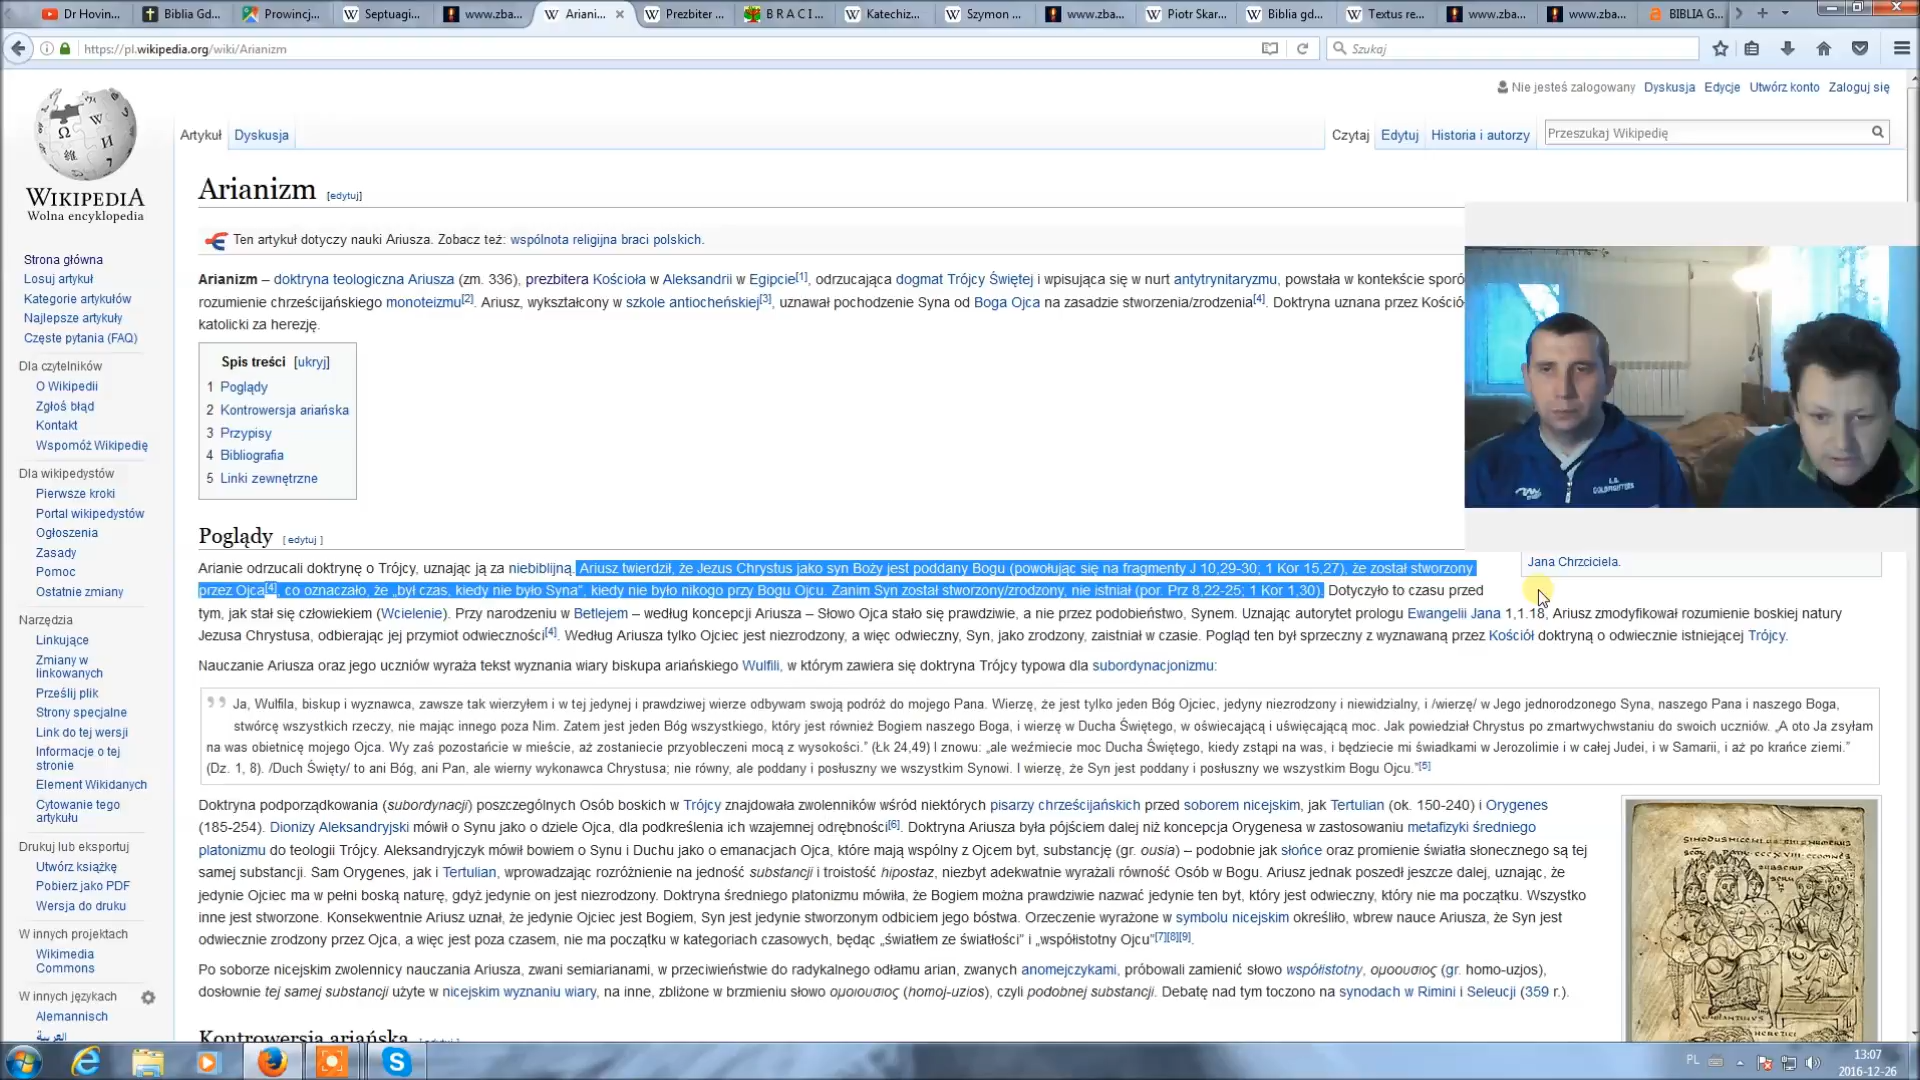 Dr Hovin...
Biblia Gd...
Prowincj...
Septuagi...
www.zba...
Ariani...
Prezbiter ...
B R A C I...
Katechiz...
Szymon ...
www.zba...
Piotr Skar...
Biblia gd...
Textus re...
www.zba...
www.zba...
BIBLIA G...
https://pl.wikipedia.org/wiki/Arianizm
Szukaj
Nie jesteś zalogowany Dyskusja Edycje Utwórz konto Zaloguj się
Artykuł Dyskusja
Czytaj Edytuj Historia i autorzy
Przeszukaj Wikipedię
WIKIPEDIA
Wolna encyklopedia
Strona główna
Losuj artykuł
Kategorie artykułów
Najlepsze artykuły
Częste pytania (FAQ)
Dla czytelników
O Wikipedii
Zgłoś błąd
Kontakt
Wspomóż Wikipedię
Dla wikipedystów
Pierwsze kroki
Portal wikipedystów
Ogłoszenia
Zasady
Pomoc
Ostatnie zmiany
Narzędzia
Linkujące
Zmiany w
linkowanych
Prześlij plik
Strony specjalne
Link do tej wersji
Informacje o tej
stronie
Element Wikidanych
Cytowanie tego
artykułu
Drukuj lub eksportuj
Utwórz książkę
Pobierz jako PDF
Wersja do druku
W innych projektach
Wikimedia
Commons
W innych językach
Alemannisch
العربية
Arianizm [edytuj]
Ten artykuł dotyczy nauki Ariusza. Zobacz też: wspólnota religijna braci polskich.
Arianizm – doktryna teologiczna Ariusza (zm. 336), prezbitera Kościoła w Aleksandrii w Egipcie[1], odrzucająca dogmat Trójcy Świętej i wpisująca się w nurt antytrynitaryzmu, powstała w kontekście sporó
rozumienie chrześcijańskiego monoteizmu[2]. Ariusz, wykształcony w szkole antiocheńskiej[3], uznawał pochodzenie Syna od Boga Ojca na zasadzie stworzenia/zrodzenia[4]. Doktryna uznana przez Kośció
katolicki za herezję.
Spis treści [ukryj]
1 Poglądy
2 Kontrowersja ariańska
3 Przypisy
4 Bibliografia
5 Linki zewnętrzne
Poglądy [ edytuj ]
Jana Chrzciciela.
Arianie odrzucali doktrynę o Trójcy, uznając ją za niebiblijną. Ariusz twierdził, że Jezus Chrystus jako syn Boży jest poddany Bogu (powołując się na fragmenty J 10,29-30; 1 Kor 15,27), że został stworzony
przez Ojca[4], co oznaczało, że „był czas, kiedy nie było Syna”, kiedy nie było nikogo przy Bogu Ojcu. Zanim Syn został stworzony/zrodzony, nie istniał (por. Prz 8,22-25; 1 Kor 1,30). Dotyczyło to czasu przed
tym, jak stał się człowiekiem (Wcielenie). Przy narodzeniu w Betlejem – według koncepcji Ariusza – Słowo Ojca stało się prawdziwie, a nie przez podobieństwo, Synem. Uznając autorytet prologu Ewangelii Jana 1,1.18, Ariusz zmodyfikował rozumienie boskiej natury
Jezusa Chrystusa, odbierając jej przymiot odwieczności[4]. Według Ariusza tylko Ojciec jest niezrodzony, a więc odwieczny, Syn, jako zrodzony, zaistniał w czasie. Pogląd ten był sprzeczny z wyznawaną przez Kościół doktryną o odwiecznie istniejącej Trójcy.
Nauczanie Ariusza oraz jego uczniów wyraża tekst wyznania wiary biskupa ariańskiego Wulfili, w którym zawiera się doktryna Trójcy typowa dla subordynacjonizmu:
Ja, Wulfila, biskup i wyznawca, zawsze tak wierzyłem i w tej jedynej i prawdziwej wierze odbywam swoją podróż do mojego Pana. Wierzę, że jest tylko jeden Bóg Ojciec, jedyny niezrodzony i niewidzialny, i /wierzę/ w Jego jednorodzonego Syna, naszego Pana i naszego Boga,
stwórcę wszystkich rzeczy, nie mając innego poza Nim. Zatem jest jeden Bóg wszystkiego, który jest również Bogiem naszego Boga, i wierzę w Ducha Świętego, w oświecającą i uświęcającą moc. Jak powiedział Chrystus po zmartwychwstaniu do swoich uczniów. „A oto Ja zsyłam
na was obietnicę mojego Ojca. Wy zaś pozostańcie w mieście, aż zostaniecie przyobleczeni mocą z wysokości.” (Łk 24,49) I znowu: „ale weźmiecie moc Ducha Świętego, kiedy zstąpi na was, i będziecie mi świadkami w Jerozolimie i w całej Judei, i w Samarii, i aż po krańce ziemi.”
(Dz. 1, 8). /Duch Święty/ to ani Bóg, ani Pan, ale wierny wykonawca Chrystusa; nie równy, ale poddany i posłuszny we wszystkim Synowi. I wierzę, że Syn jest poddany i posłuszny we wszystkim Bogu Ojcu.”[5]
Doktryna podporządkowania (subordynacji) poszczególnych Osób boskich w Trójcy znajdowała zwolenników wśród niektórych pisarzy chrześcijańskich przed soborem nicejskim, jak Tertulian (ok. 150-240) i Orygenes
(185-254). Dionizy Aleksandryjski mówił o Synu jako o dziele Ojca, dla podkreślenia ich wzajemnej odrębności[6]. Doktryna Ariusza była pójściem dalej niż koncepcja Orygenesa w zastosowaniu metafizyki średniego
platonizmu do teologii Trójcy. Aleksandryjczyk mówił bowiem o Synu i Duchu jako o emanacjach Ojca, które mają wspólny z Ojcem byt, substancję (gr. ousia) – podobnie jak słońce oraz promienie światła słonecznego są tej
samej substancji. Sam Orygenes, jak i Tertulian, wprowadzając rozróżnienie na jedność substancji i troistość hipostaz, niezbyt adekwatnie wyrażali równość Osób w Bogu. Ariusz jednak poszedł jeszcze dalej, uznając, że
jedynie Ojciec ma w pełni boską naturę, gdyż jedynie on jest niezrodzony. Doktryna średniego platonizmu mówiła, że Bogiem można prawdziwie nazwać jedynie ten byt, który jest odwieczny, który nie ma początku. Wszystko
inne jest stworzone. Konsekwentnie Ariusz uznał, że jedynie Ojciec jest Bogiem, Syn jest jedynie stworzonym odbiciem jego bóstwa. Orzeczenie wyrażone w symbolu nicejskim określiło, wbrew nauce Ariusza, że Syn jest
odwiecznie zrodzony przez Ojca, a więc jest poza czasem, nie ma początku w kategoriach czasowych, będąc „światłem ze światłości” i „współistotny Ojcu”[7][8][9].
Po soborze nicejskim zwolennicy nauczania Ariusza, zwani semiarianami, w przeciwieństwie do radykalnego odłamu arian, zwanych anomejczykami, próbowali zamienić słowo współistotny, ομοουσιος (gr. homo-uzjos),
dosłownie tej samej substancji użyte w nicejskim wyznaniu wiary, na inne, zbliżone w brzmieniu słowo ομοιουσιος (homoj-uzios), czyli podobnej substancji. Debatę nad tym toczono na synodach w Rimini i Seleucji (359 r.).
Kontrowersja ariańska
PL
13:07
2016-12-26